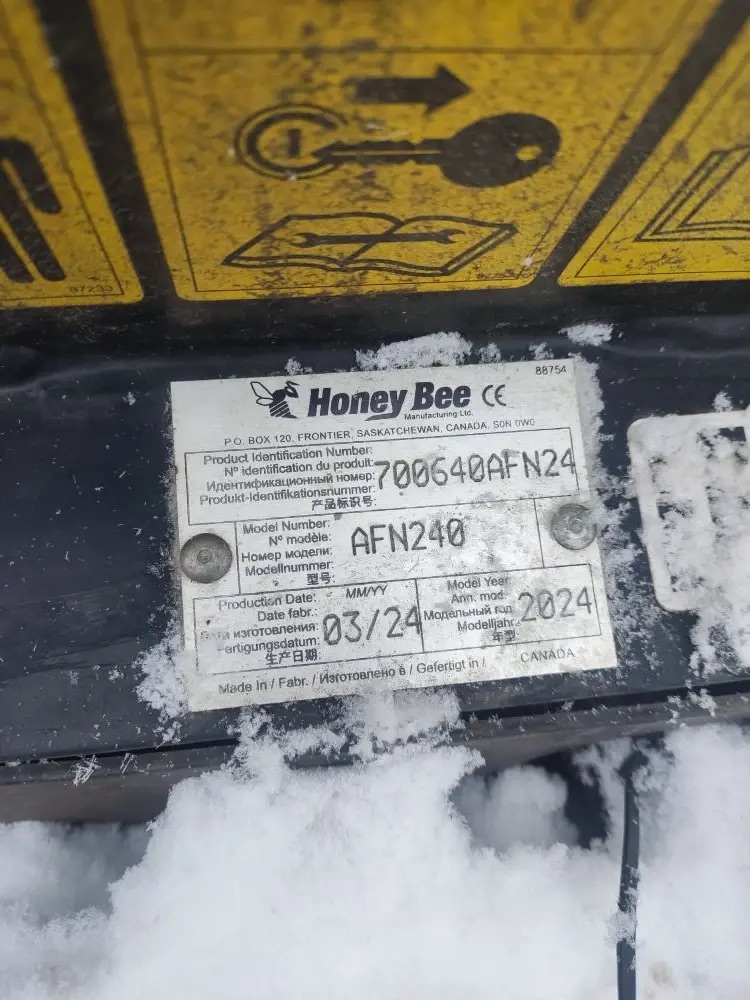 97233
88754
Honey Bee CE
Manufacturing Ltd.
P.O. BOX 120, FRONTIER, SASKATCHEWAN, CANADA, S0N 0W0
Product Identification Number:
Nº identification du produit:
Идентификационный номер:
Produkt-Identifikationsnummer:
产品标识号:
700640AFN24
Model Number:
Nº modèle:
Номер модели:
Modellnummer:
型号:
AFN240
Production Date: MM/YY
Date fabr.:
изготовления:
ertigungsdatum:
生产日期:
03/24
Model Year
Ann. mod.
Модельный год
Modelljahr:
年型
2024
Made in / Fabr. / Изготовлено в / Gefertigt in / CANADA